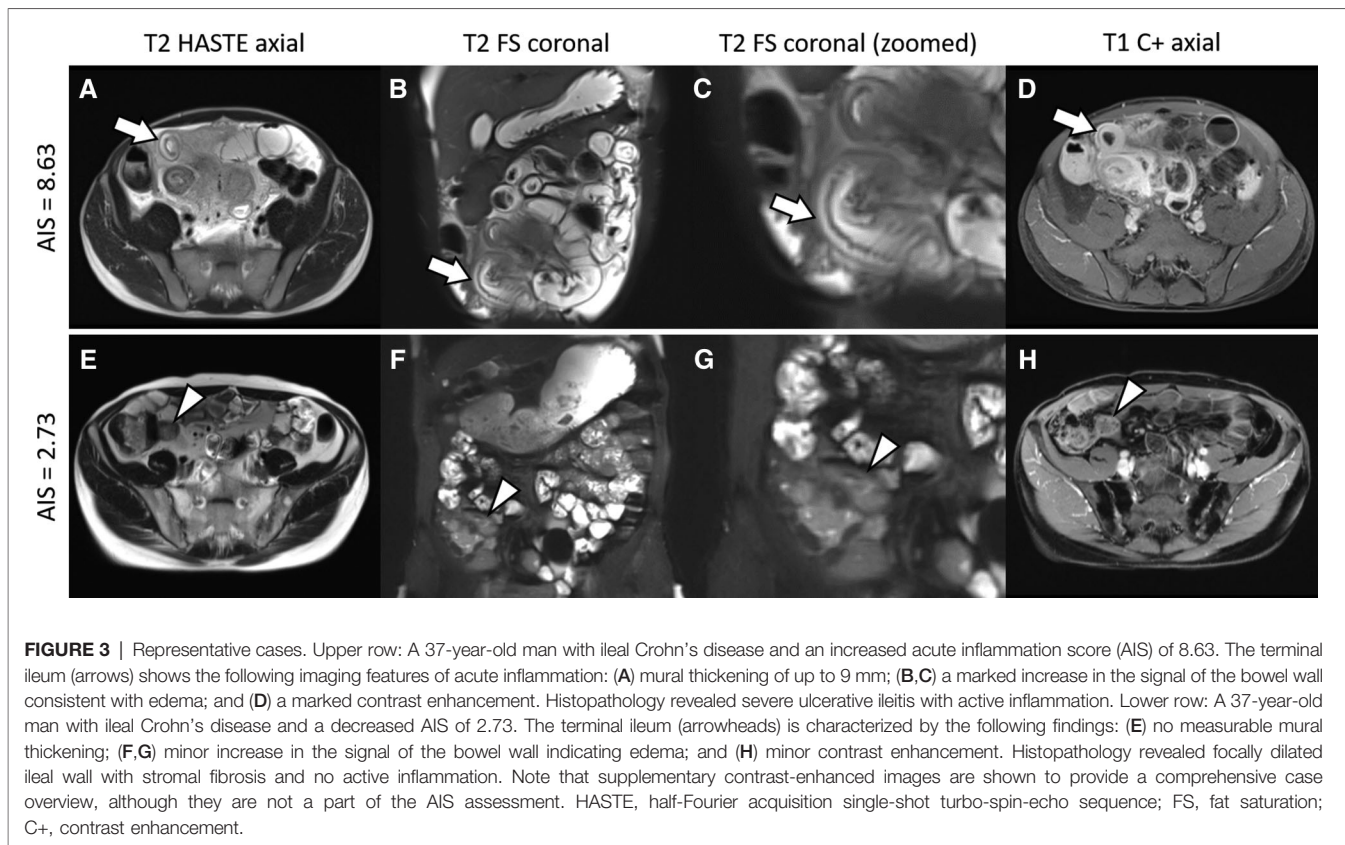 T2 HASTE axial
T2 FS coronal
T2 FS coronal (zoomed)
T1 C+ axial
AIS = 8.63
A
B
C
D
AIS = 2.73
E
F
G
H
FIGURE 3 | Representative cases. Upper row: A 37-year-old man with ileal Crohn's disease and an increased acute inflammation score (AIS) of 8.63. The terminal
ileum (arrows) shows the following imaging features of acute inflammation: (A) mural thickening of up to 9 mm; (B,C) a marked increase in the signal of the bowel wall
consistent with edema; and (D) a marked contrast enhancement. Histopathology revealed severe ulcerative ileitis with active inflammation. Lower row: A 37-year-old
man with ileal Crohn's disease and a decreased AIS of 2.73. The terminal ileum (arrowheads) is characterized by the following findings: (E) no measurable mural
thickening; (F,G) minor increase in the signal of the bowel wall indicating edema; and (H) minor contrast enhancement. Histopathology revealed focally dilated
ileal wall with stromal fibrosis and no active inflammation. Note that supplementary contrast-enhanced images are shown to provide a comprehensive case
overview, although they are not a part of the AIS assessment. HASTE, half-Fourier acquisition single-shot turbo-spin-echo sequence; FS, fat saturation;
C+, contrast enhancement.